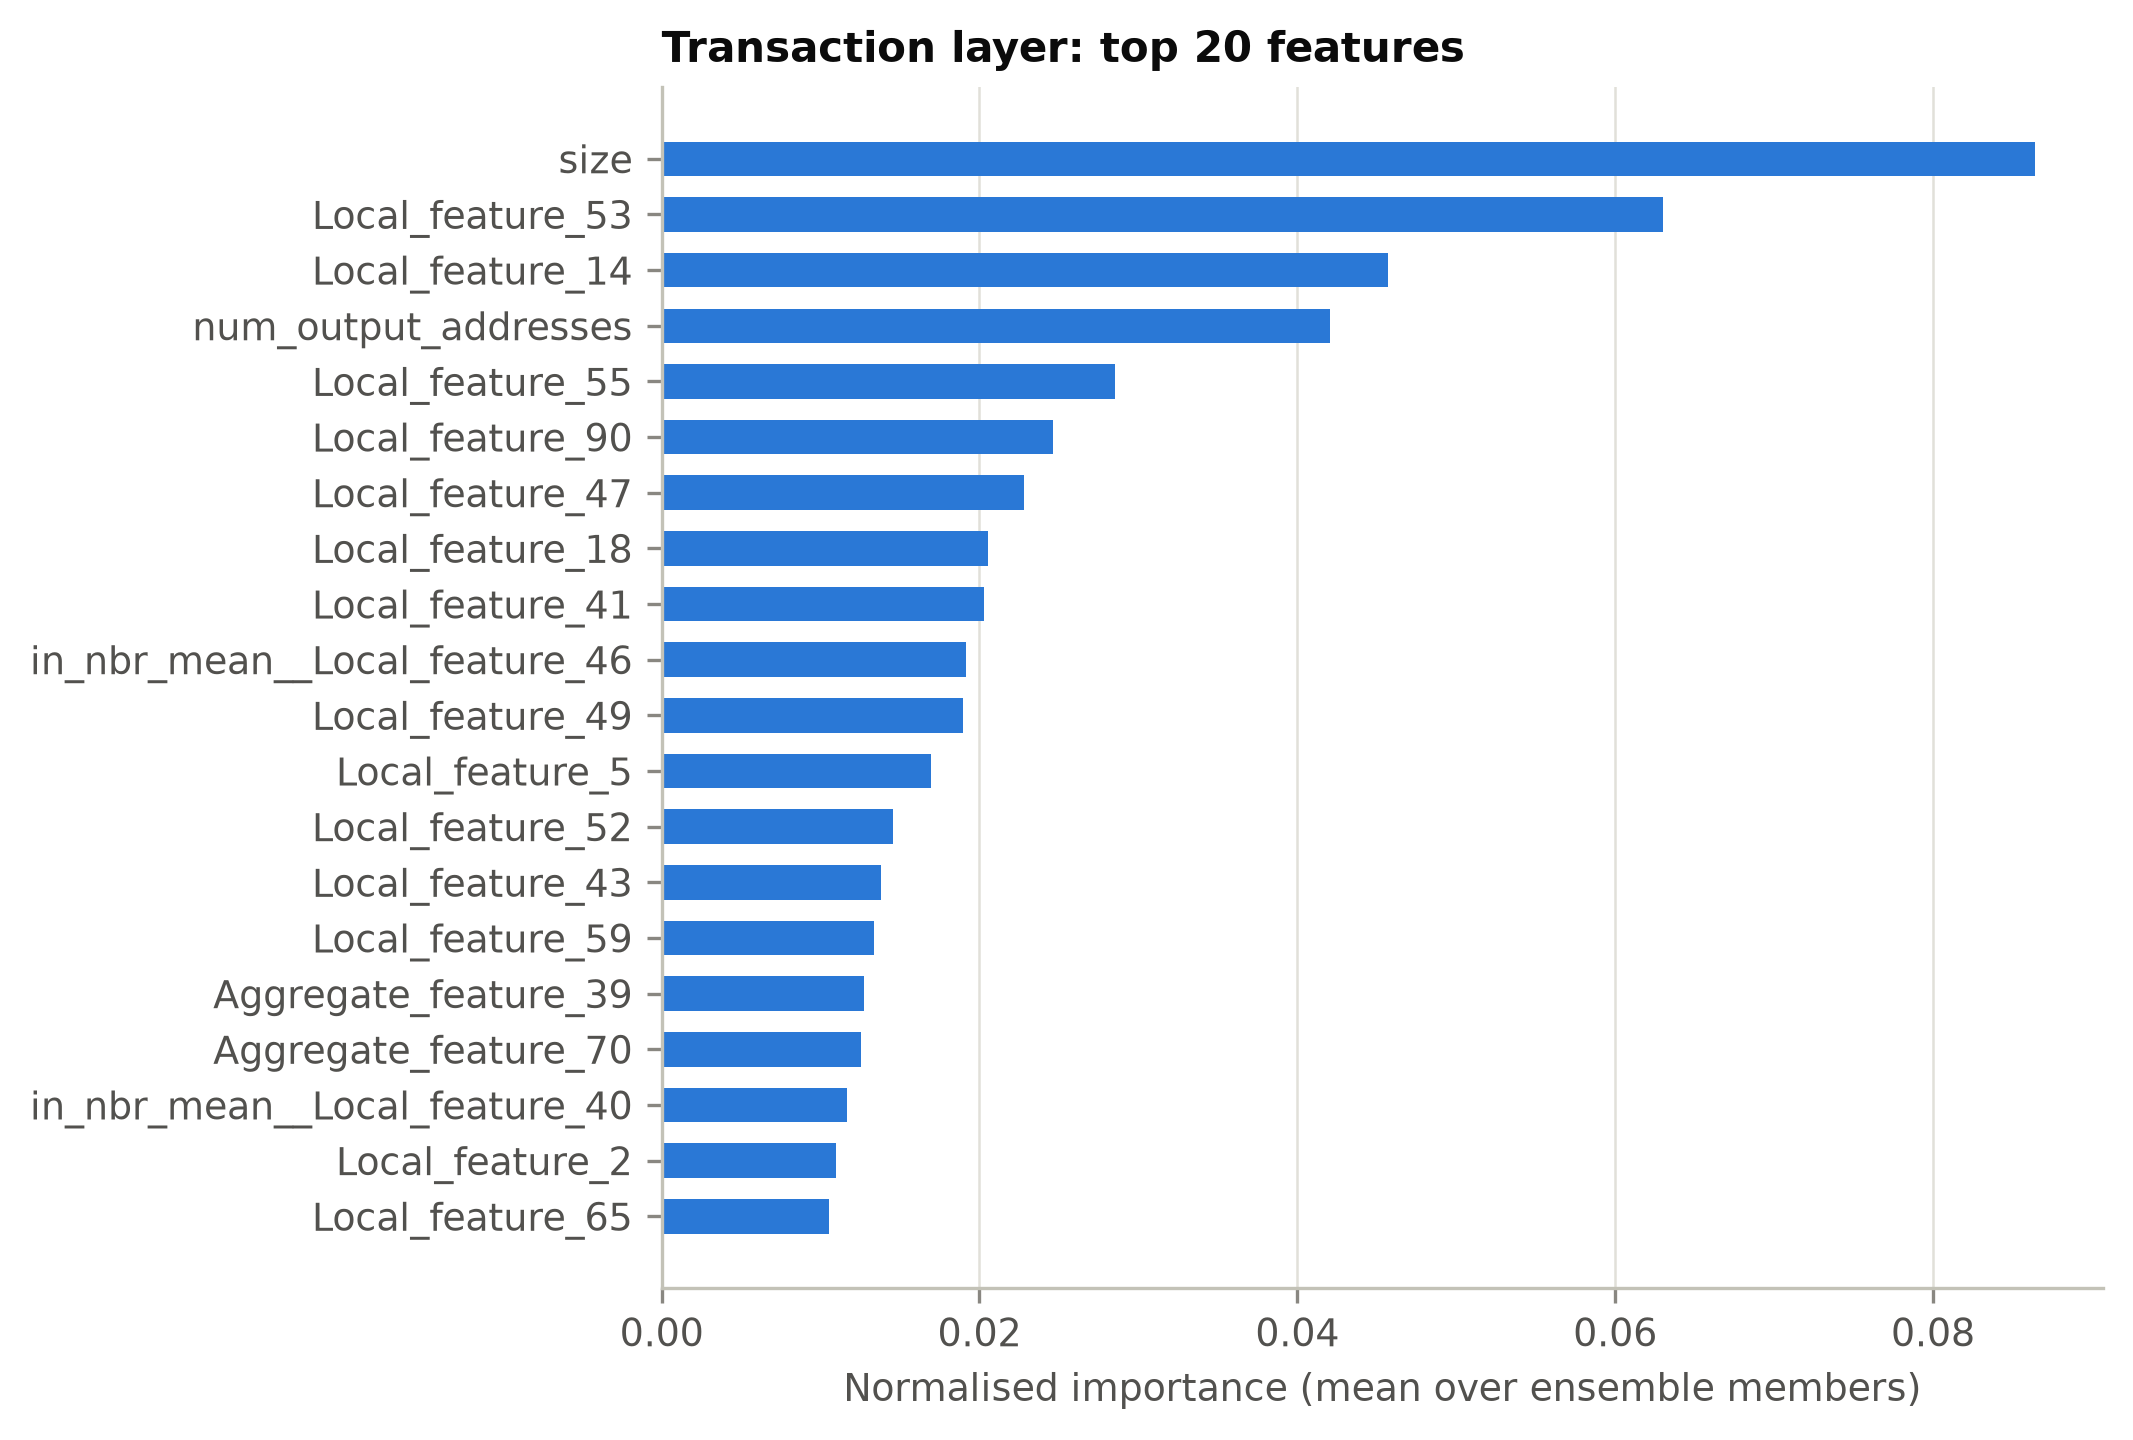 Transaction layer: top 20 features
size
Local_feature_53
Local_feature_14
num_output_addresses
Local_feature_55
Local_feature_90
Local_feature_47
Local_feature_18
Local_feature_41
in_nbr_mean__Local_feature_46
Local_feature_49
Local_feature_5
Local_feature_52
Local_feature_43
Local_feature_59
Aggregate_feature_39
Aggregate_feature_70
in_nbr_mean__Local_feature_40
Local_feature_2
Local_feature_65
0.00 0.02 0.04 0.06 0.08
Normalised importance (mean over ensemble members)